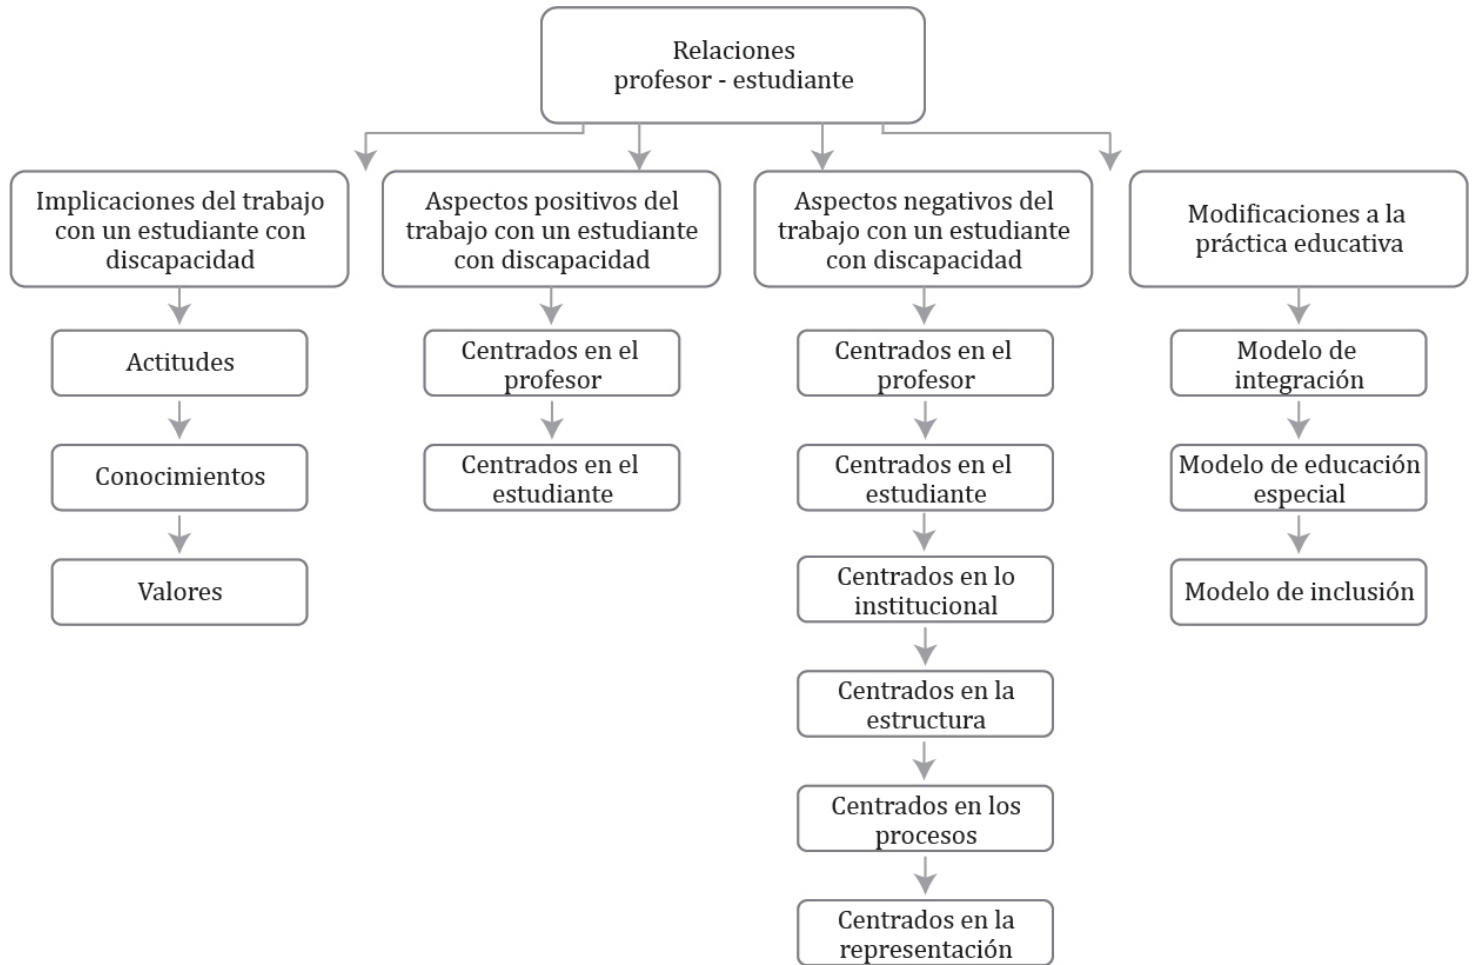 Relaciones
profesor - estudiante
Implicaciones del trabajo
con un estudiante con
discapacidad
Actitudes
Conocimientos
Valores
Aspectos positivos del
trabajo con un estudiante
con discapacidad
Centrados en el
profesor
Centrados en el
estudiante
Aspectos negativos del
trabajo con un estudiante
con discapacidad
Centrados en el
profesor
Centrados en el
estudiante
Centrados en lo
institucional
Centrados en la
estructura
Centrados en los
procesos
Centrados en la
representación
Modificaciones a la
práctica educativa
Modelo de
integración
Modelo de educación
especial
Modelo de inclusión